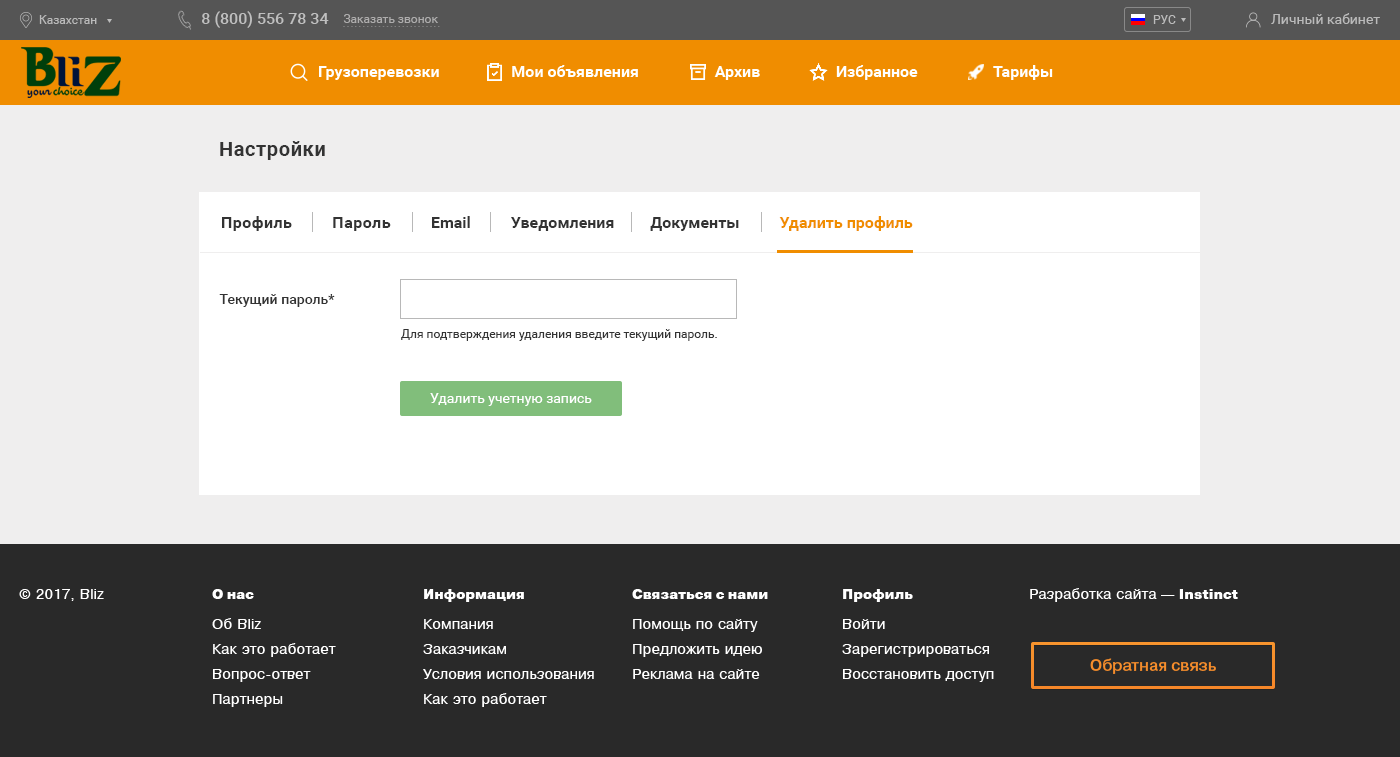 Казахстан
8 (800) 556 78 34
Заказать звонок
РУС
Личный кабинет
Bliz
your choice
Грузоперевозки
Мои объявления
Архив
Избранное
Тарифы
Настройки
Профиль
Пароль
Email
Уведомления
Документы
Удалить профиль
Текущий пароль*
Для подтверждения удаления введите текущий пароль.
Удалить учетную запись
© 2017, Bliz
О нас
Об Bliz
Как это работает
Вопрос-ответ
Партнеры
Информация
Компания
Заказчикам
Условия использования
Как это работает
Связаться с нами
Помощь по сайту
Предложить идею
Реклама на сайте
Профиль
Войти
Зарегистрироваться
Восстановить доступ
Разработка сайта — Instinct
Обратная связь